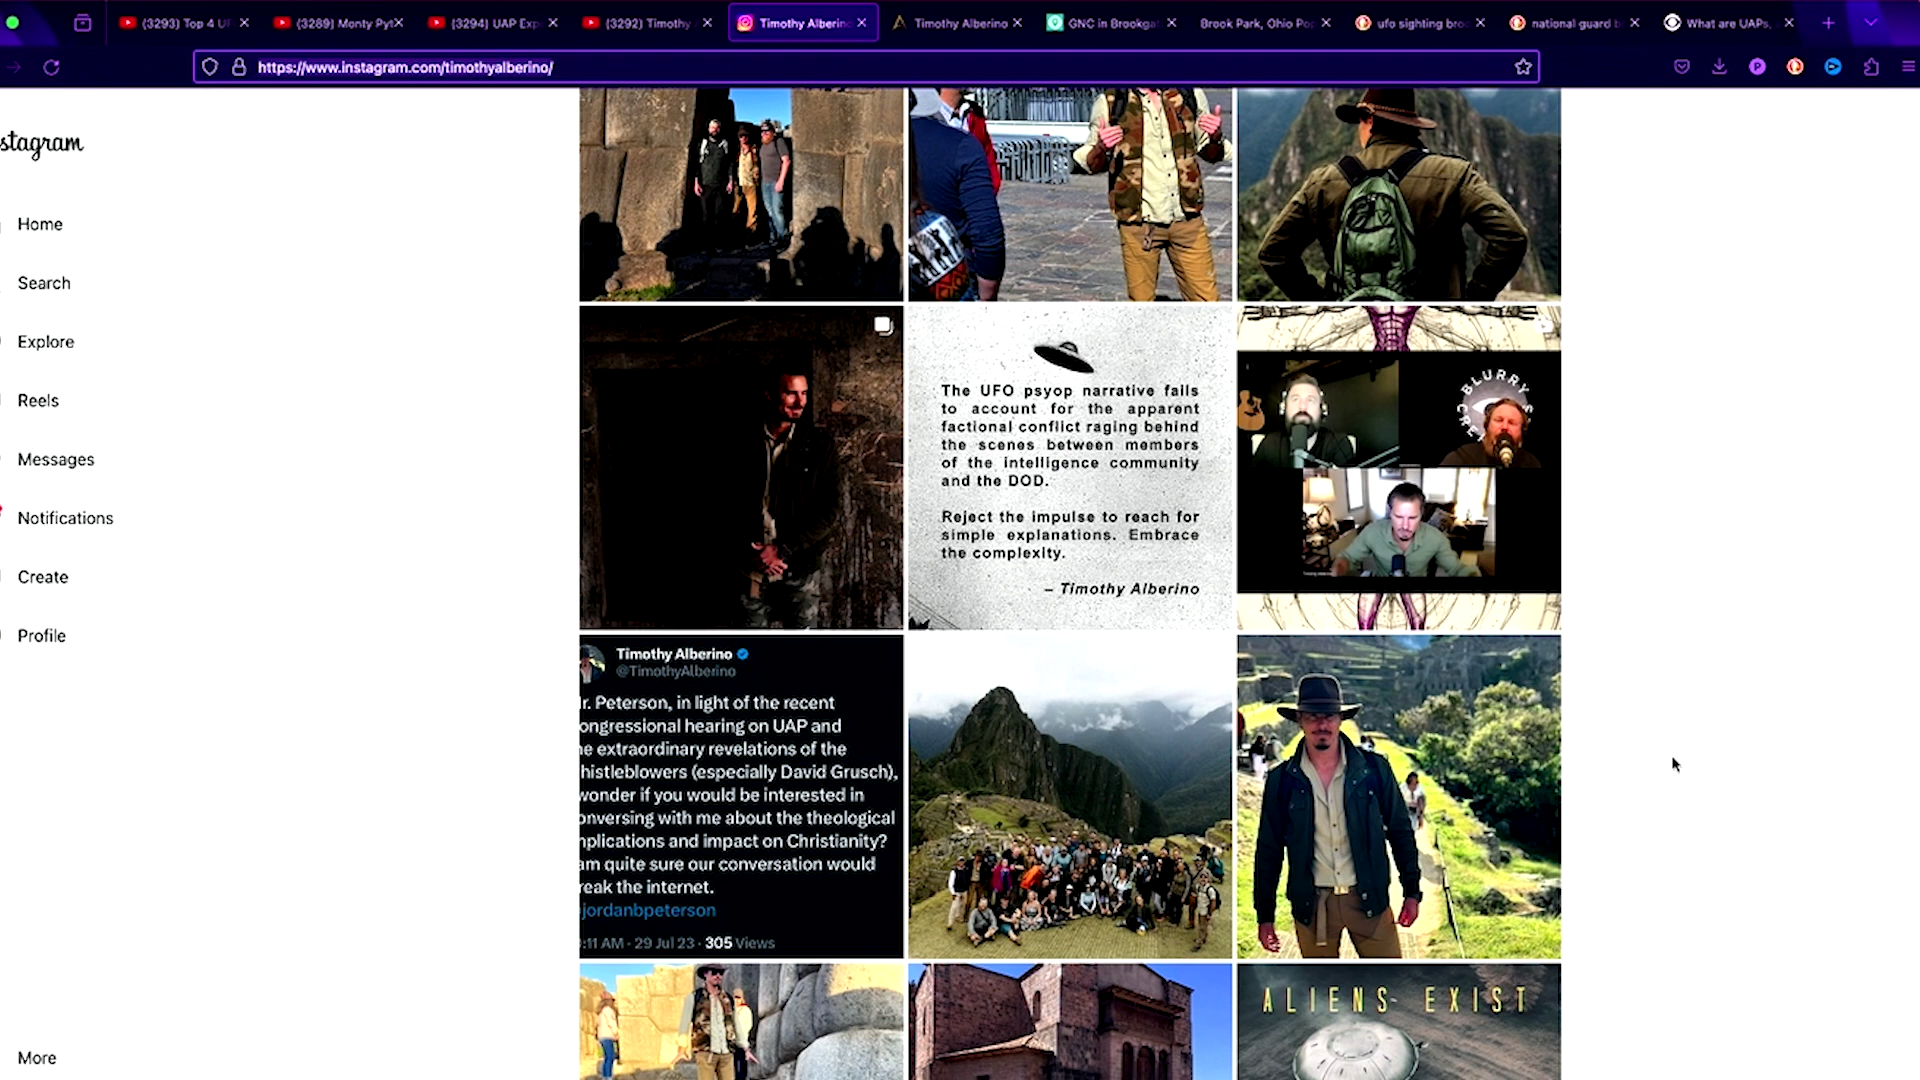 (3293) Top 4 UF
(3289) Monty Pyt
(3294) UAP Exp
(3292) Timothy
Timothy Alberin
Timothy Alberino
GNC in Brookga
Brook Park, Ohio Po
ufo sighting bro
national guard b
What are UAPs,
https://www.instagram.com/timothyalberino/
stagram
Home
Search
Explore
Reels
Messages
Notifications
Create
Profile
More
The UFO psyop narrative fails
to account for the apparent
factional conflict raging behind
the scenes between members
of the intelligence community
and the DOD.
Reject the impulse to reach for
simple explanations. Embrace
the complexity.
– Timothy Alberino
BLURRY
CRE
Timothy Alberino
@TimothyAlberino
r. Peterson, in light of the recent
ongressional hearing on UAP and
he extraordinary revelations of the
histleblowers (especially David Grusch),
wonder if you would be interested in
onversing with me about the theological
mplications and impact on Christianity?
am quite sure our conversation would
reak the internet.
jordanbpeterson
:11 AM · 29 Jul 23 · 305 Views
ALIENS EXIST